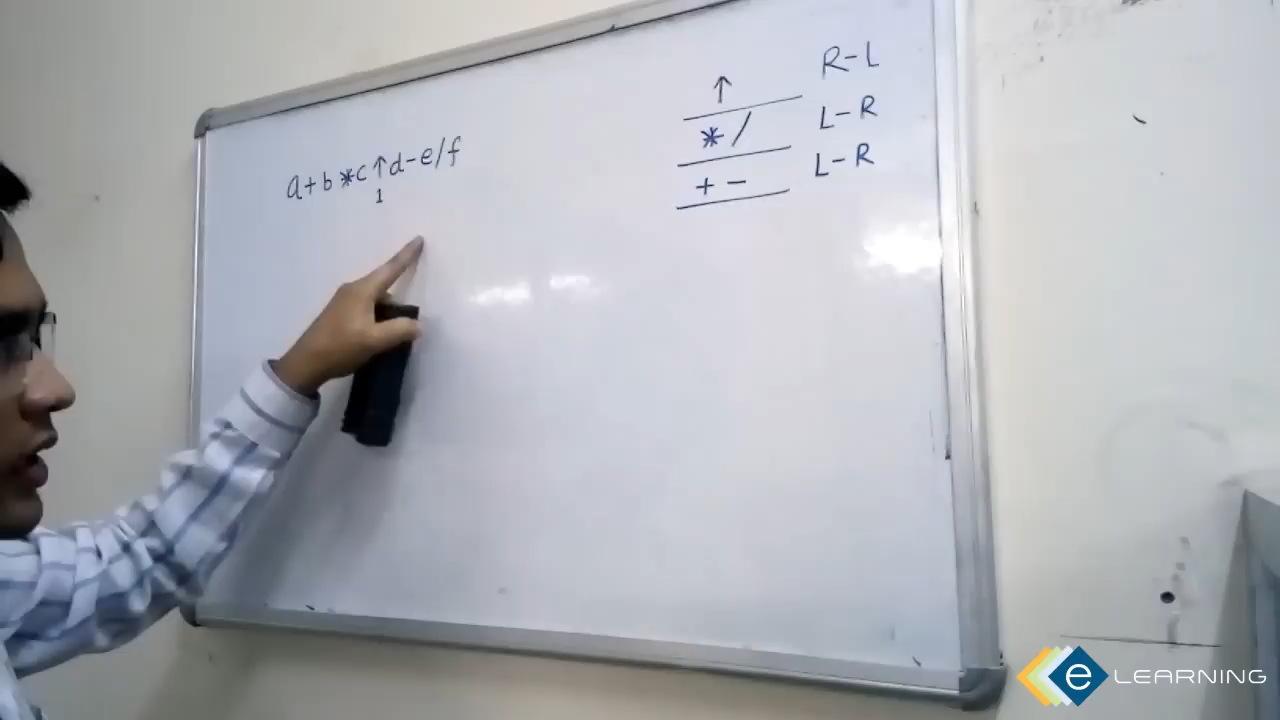 a+b*c↑d-e/f
1
↑ R-L
* / L-R
+ - L-R
e LEARNING